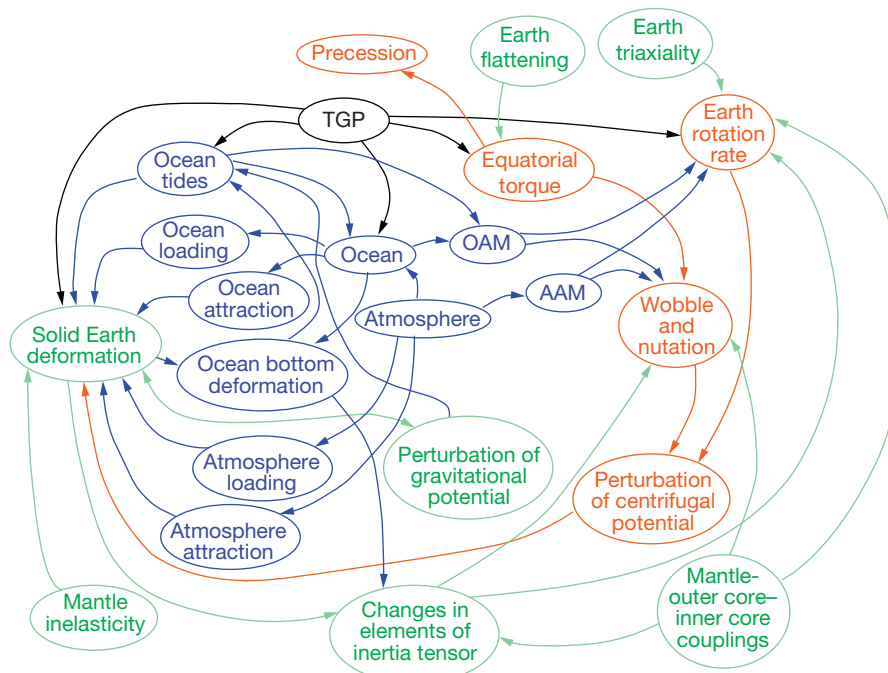 Precession
Earth
flattening
Earth
triaxiality
TGP
Earth
rotation
rate
Ocean
tides
Equatorial
torque
Ocean
loading
Ocean
OAM
Ocean
attraction
Atmosphere
AAM
Wobble
and
nutation
Solid Earth
deformation
Ocean bottom
deformation
Atmosphere
loading
Perturbation of
gravitational
potential
Perturbation
of centrifugal
potential
Atmosphere
attraction
Mantle
inelasticity
Changes in
elements of
inertia tensor
Mantle-
outer core–
inner core
couplings